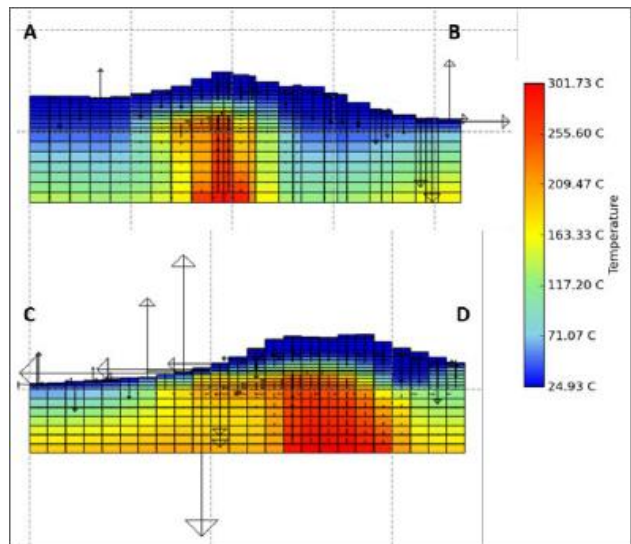 A B
301.73 C
255.60 C
209.47 C
163.33 C
117.20 C
71.07 C
24.93 C
Temperature
C D